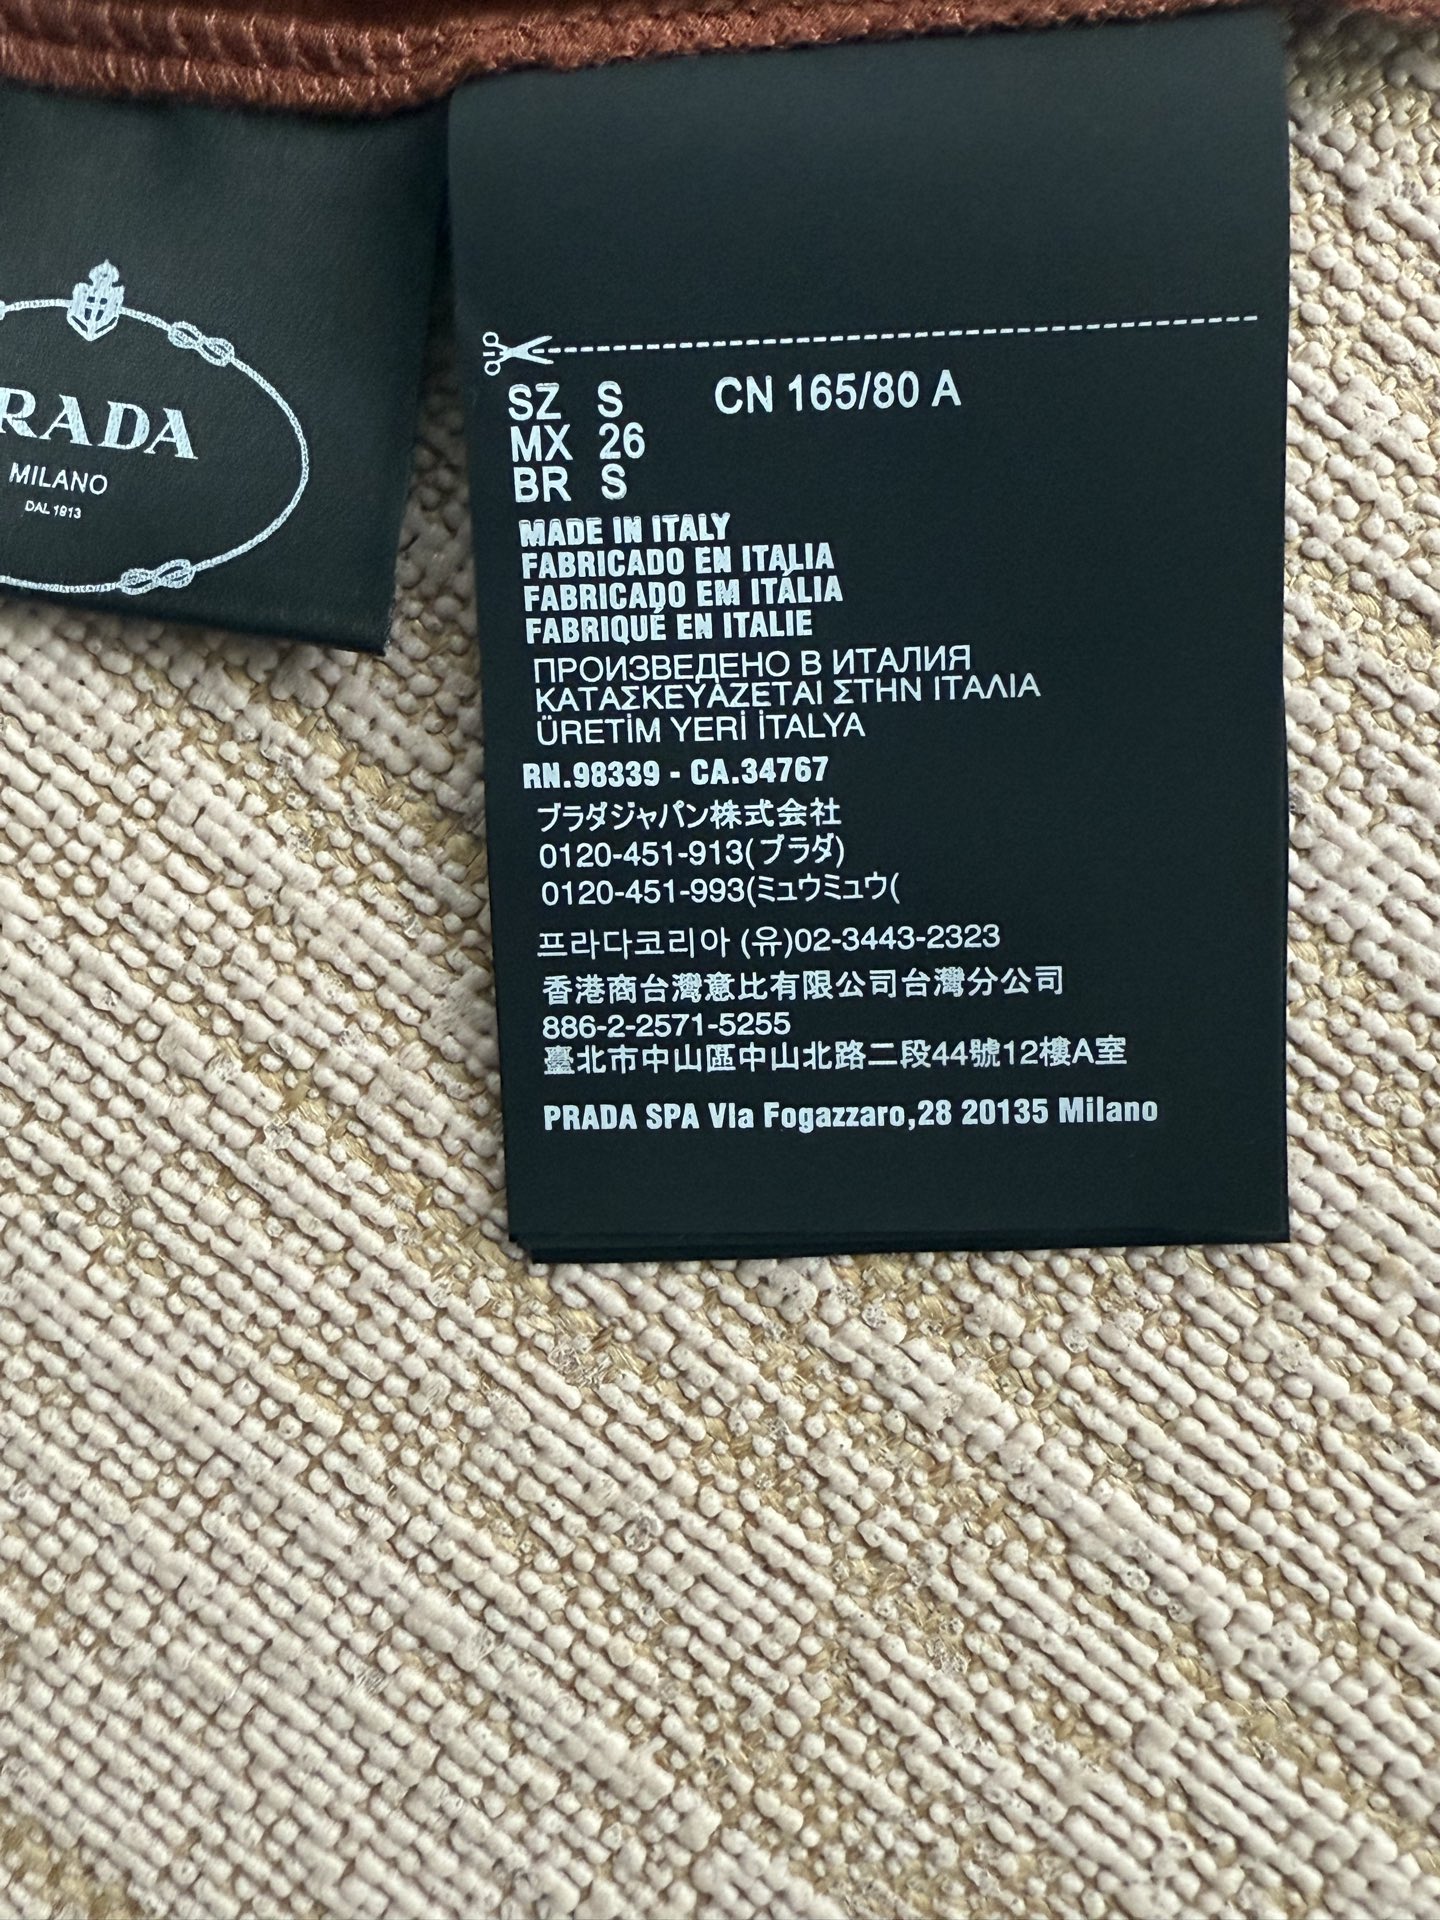 RADA
MILANO
DAL 1913
SZ S CN 165/80 A
MX 26
BR S
MADE IN ITALY
FABRICADO EN ITALIA
FABRICADO EM ITÁLIA
FABRIQUÉ EN ITALIE
ПРОИЗВЕДЕНО В ИТАЛИЯ
ΚΑΤΑΣΚΕΥΑΖΕΤΑΙ ΣΤΗΝ ΙΤΑΛΙΑ
ÜRETİM YERİ İTALYA
RN.98339 - CA.34767
プラダジャパン株式会社
0120-451-913(プラダ)
0120-451-993(ミュウミュウ(
프라다코리아 (유)02-3443-2323
香港商台灣意比有限公司台灣分公司
886-2-2571-5255
臺北市中山區中山北路二段44號12樓A室
PRADA SPA VIa Fogazzaro,28 20135 Milano